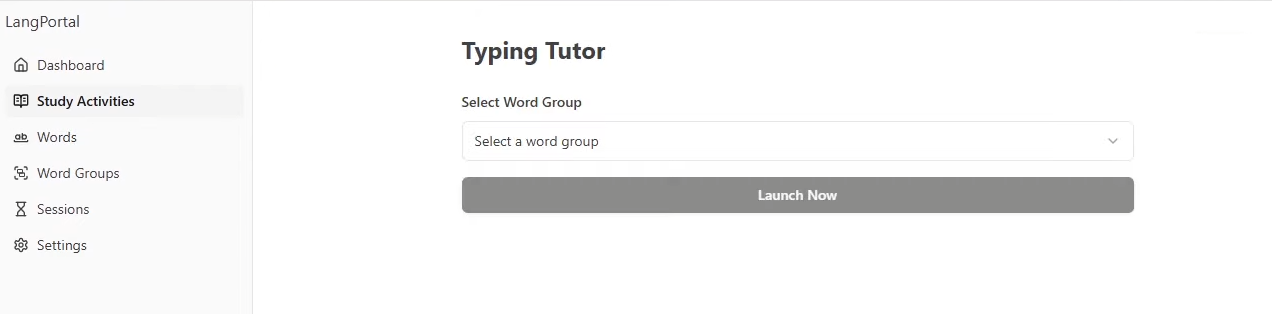 LangPortal
Dashboard
Study Activities
Words
Word Groups
Sessions
Settings
Typing Tutor
Select Word Group
Select a word group
Launch Now